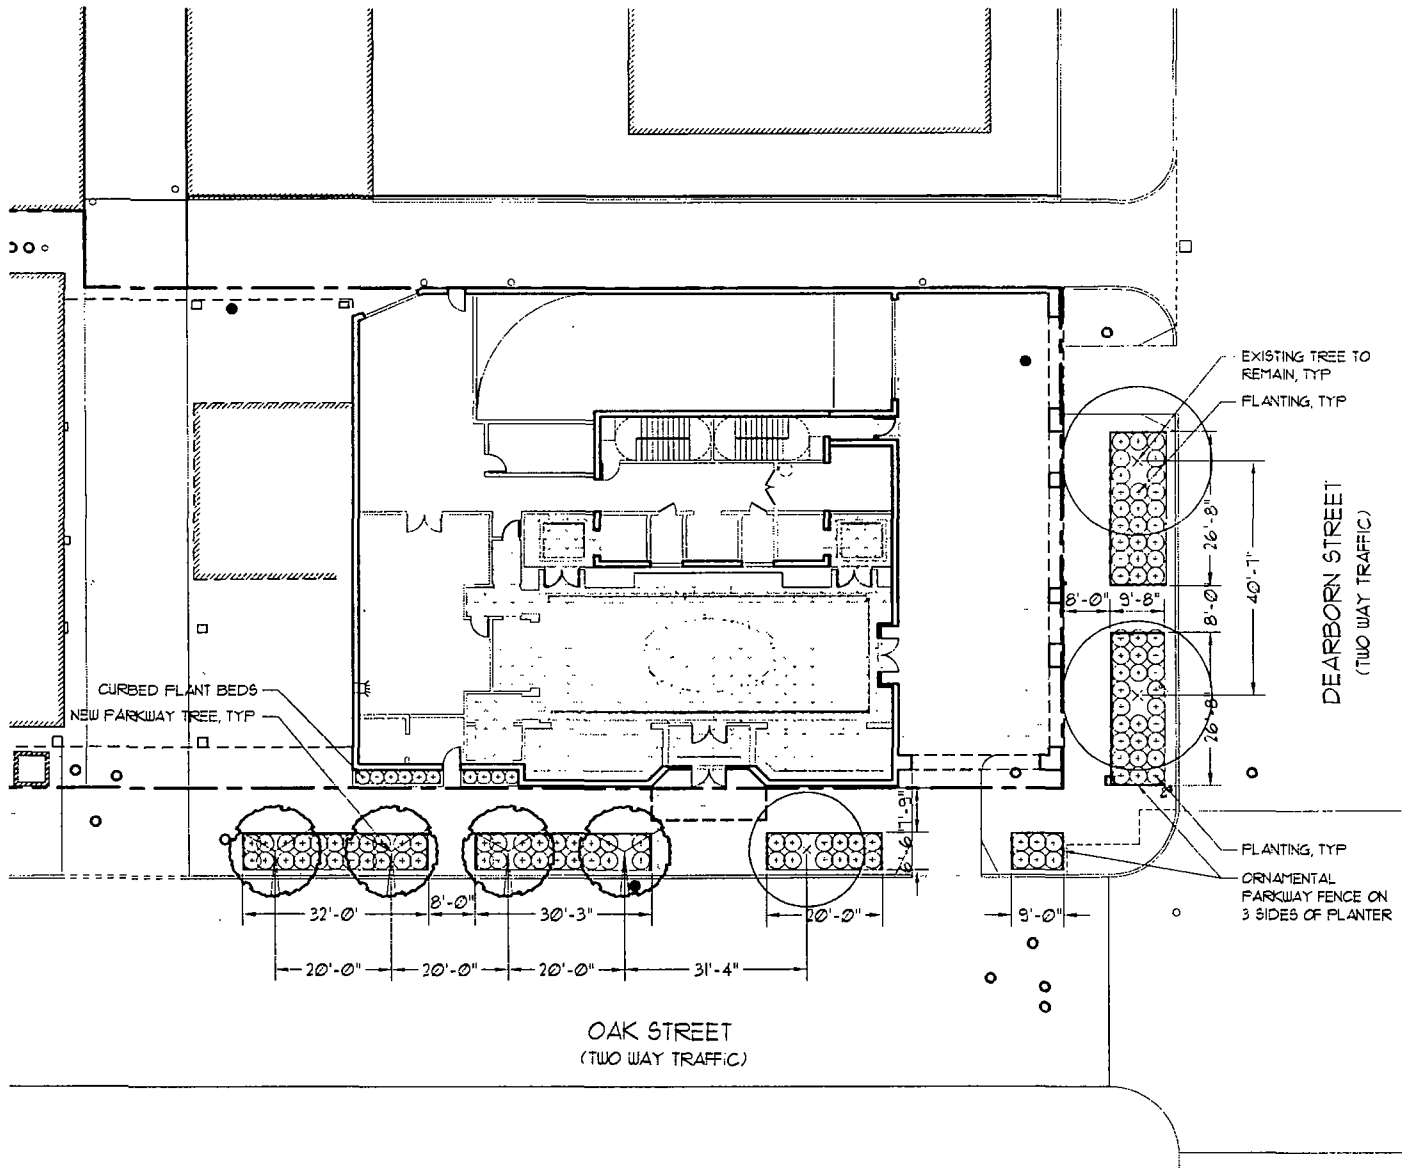 EXISTING TREE TO
REMAIN, TYP
PLANTING, TYP
26'-8"
40'-7"
8'-0"
8'-0" 9'-8"
26'-8"
DEARBORN STREET
(TWO WAY TRAFFIC)
CURBED PLANT BEDS
NEW PARKWAY TREE, TYP
7'-9"
6'-6"
PLANTING, TYP
ORNAMENTAL
PARKWAY FENCE ON
3 SIDES OF PLANTER
32'-0"
8'-0"
30'-3"
20'-0"
9'-0"
20'-0"
20'-0"
20'-0"
31'-4"
OAK STREET
(TWO WAY TRAFFIC)